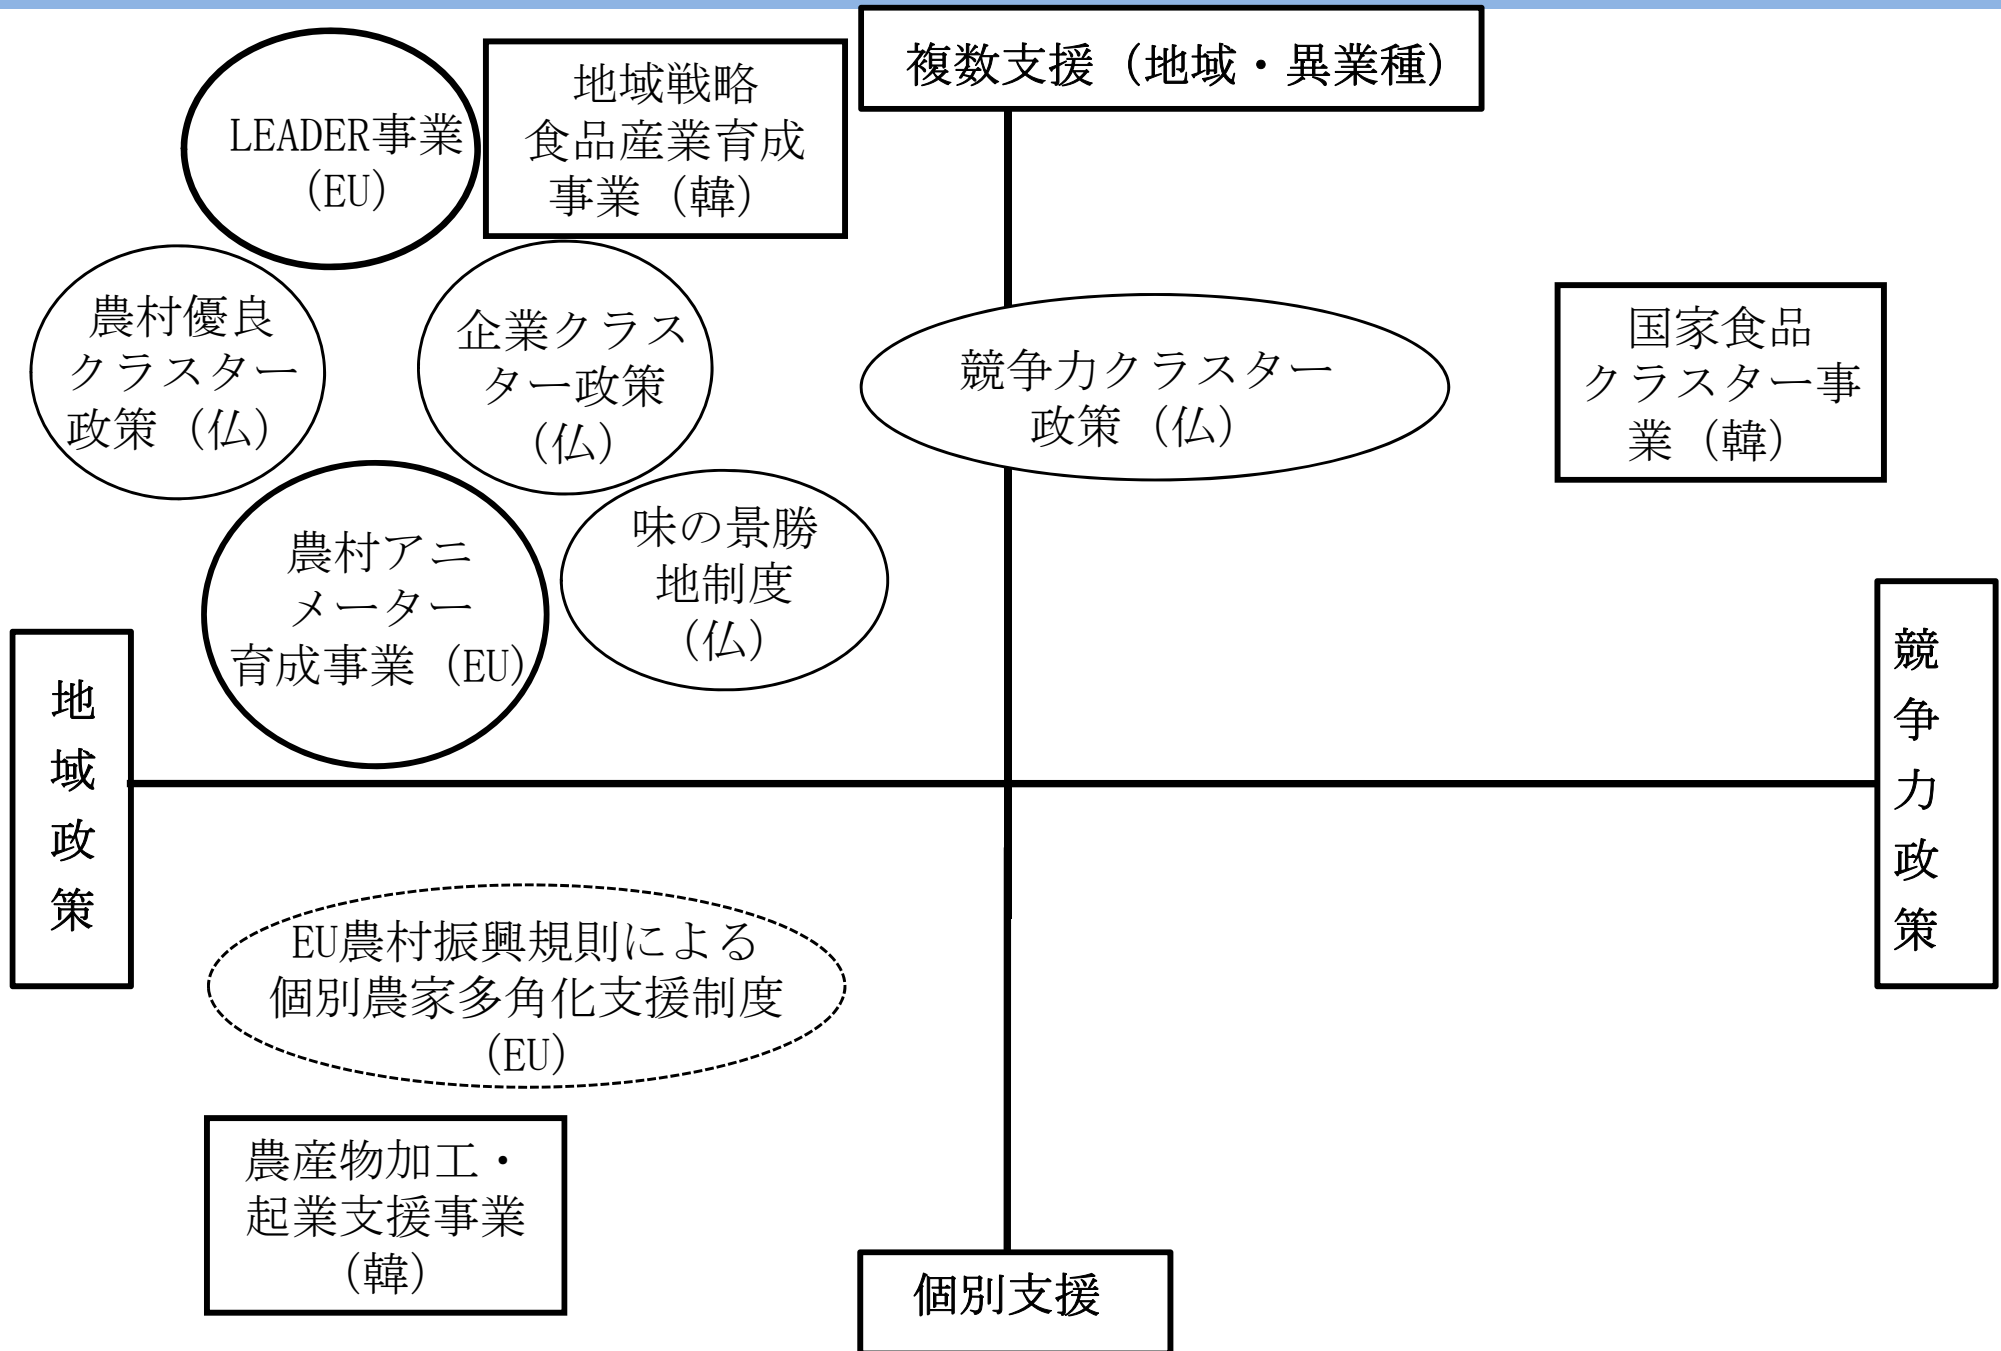 複数支援（地域・異業種）
LEADER事業
（EU）
地域戦略
食品産業育成
事業（韓）
農村優良
クラスター
政策（仏）
企業クラス
ター政策
（仏）
競争力クラスター
政策（仏）
国家食品
クラスター事
業（韓）
農村アニ
メーター
育成事業（EU）
味の景勝
地制度
（仏）
地域政策
競争力政策
EU農村振興規則による
個別農家多角化支援制度
（EU）
農産物加工・
起業支援事業
（韓）
個別支援